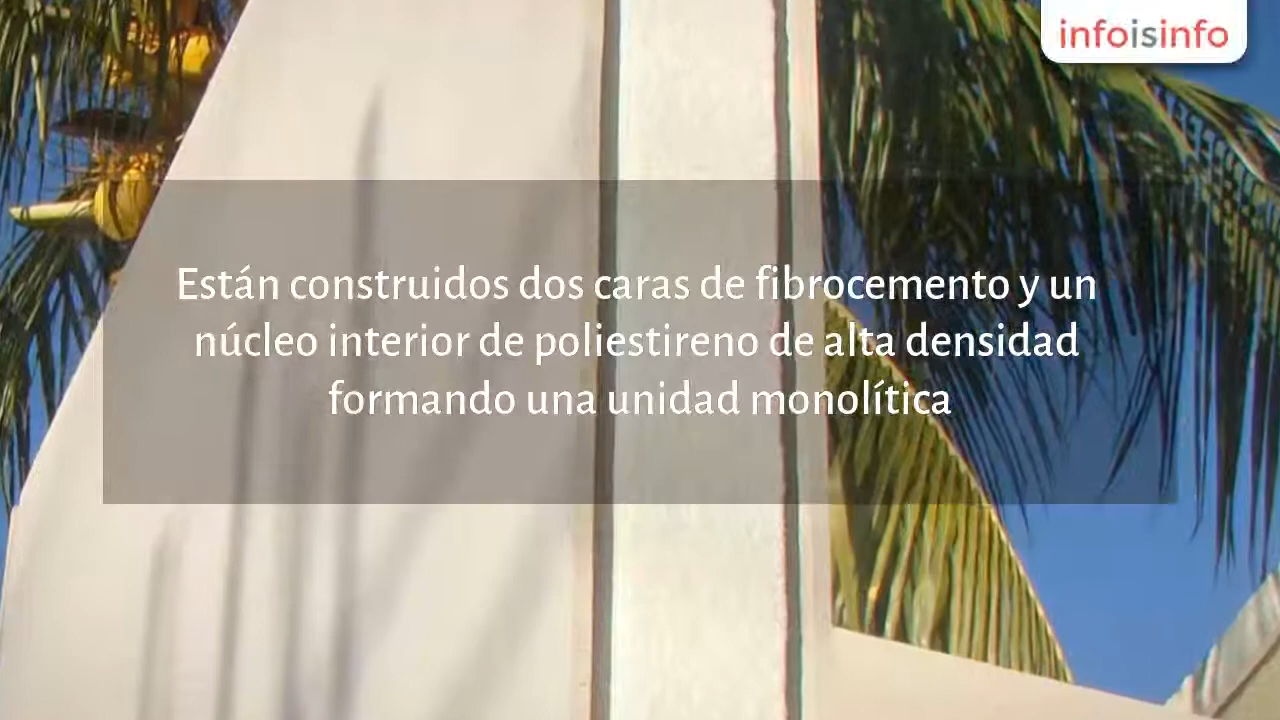 infoisinfo
Están construidos dos caras de fibrocemento y un
núcleo interior de poliestireno de alta densidad
formando una unidad monolítica